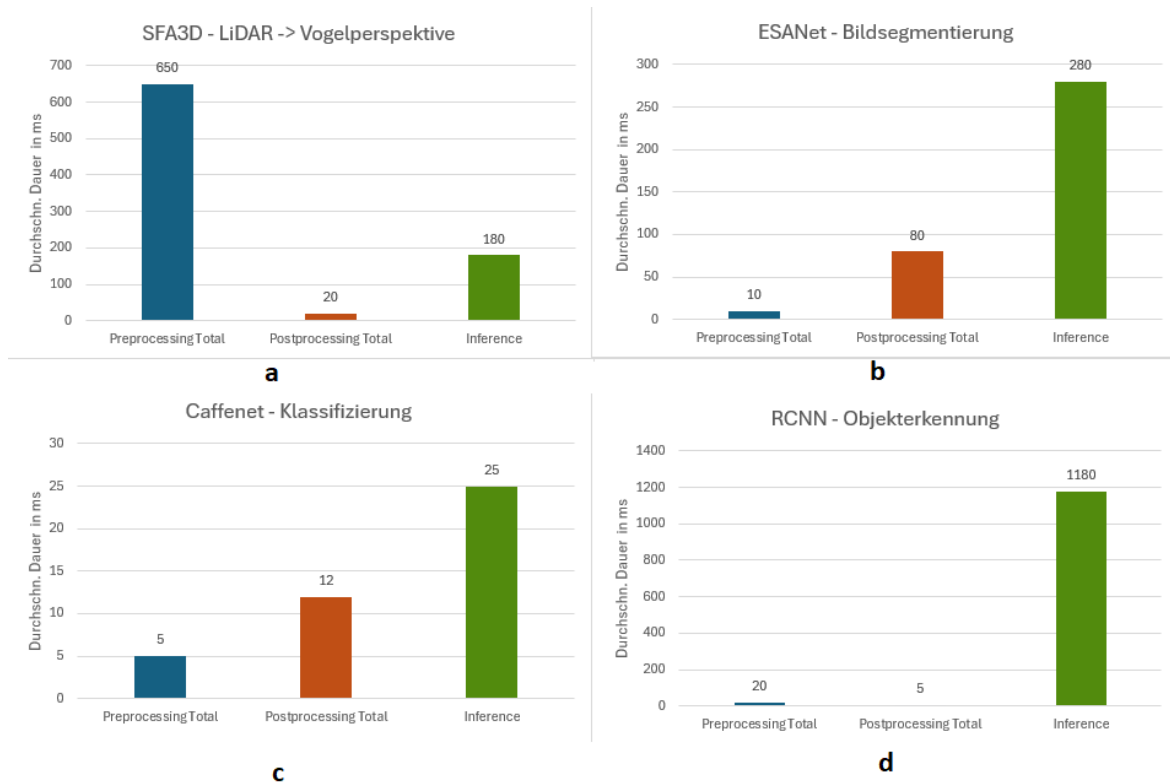 SFA3D - LiDAR -> Vogelperspektive
Durchschn. Dauer in ms
700
600
500
400
300
200
100
0
650
20
180
Preprocessing Total
Postprocessing Total
Inference
a
ESANet - Bildsegmentierung
Durchschn. Dauer in ms
300
250
200
150
100
50
0
10
80
280
Preprocessing Total
Postprocessing Total
Inference
b
Caffenet - Klassifizierung
Durchschn. Dauer in ms
30
25
20
15
10
5
0
5
12
25
Preprocessing Total
Postprocessing Total
Inference
c
RCNN - Objekterkennung
Durchschn. Dauer in ms
1400
1200
1000
800
600
400
200
0
20
5
1180
Preprocessing Total
Postprocessing Total
Inference
d